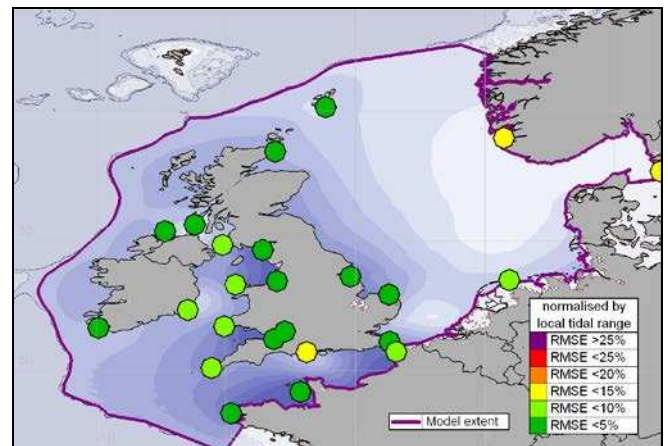 normalised by
local tidal range
RMSE >25%
RMSE <25%
RMSE <20%
RMSE <15%
RMSE <10%
RMSE <5%
Model extent